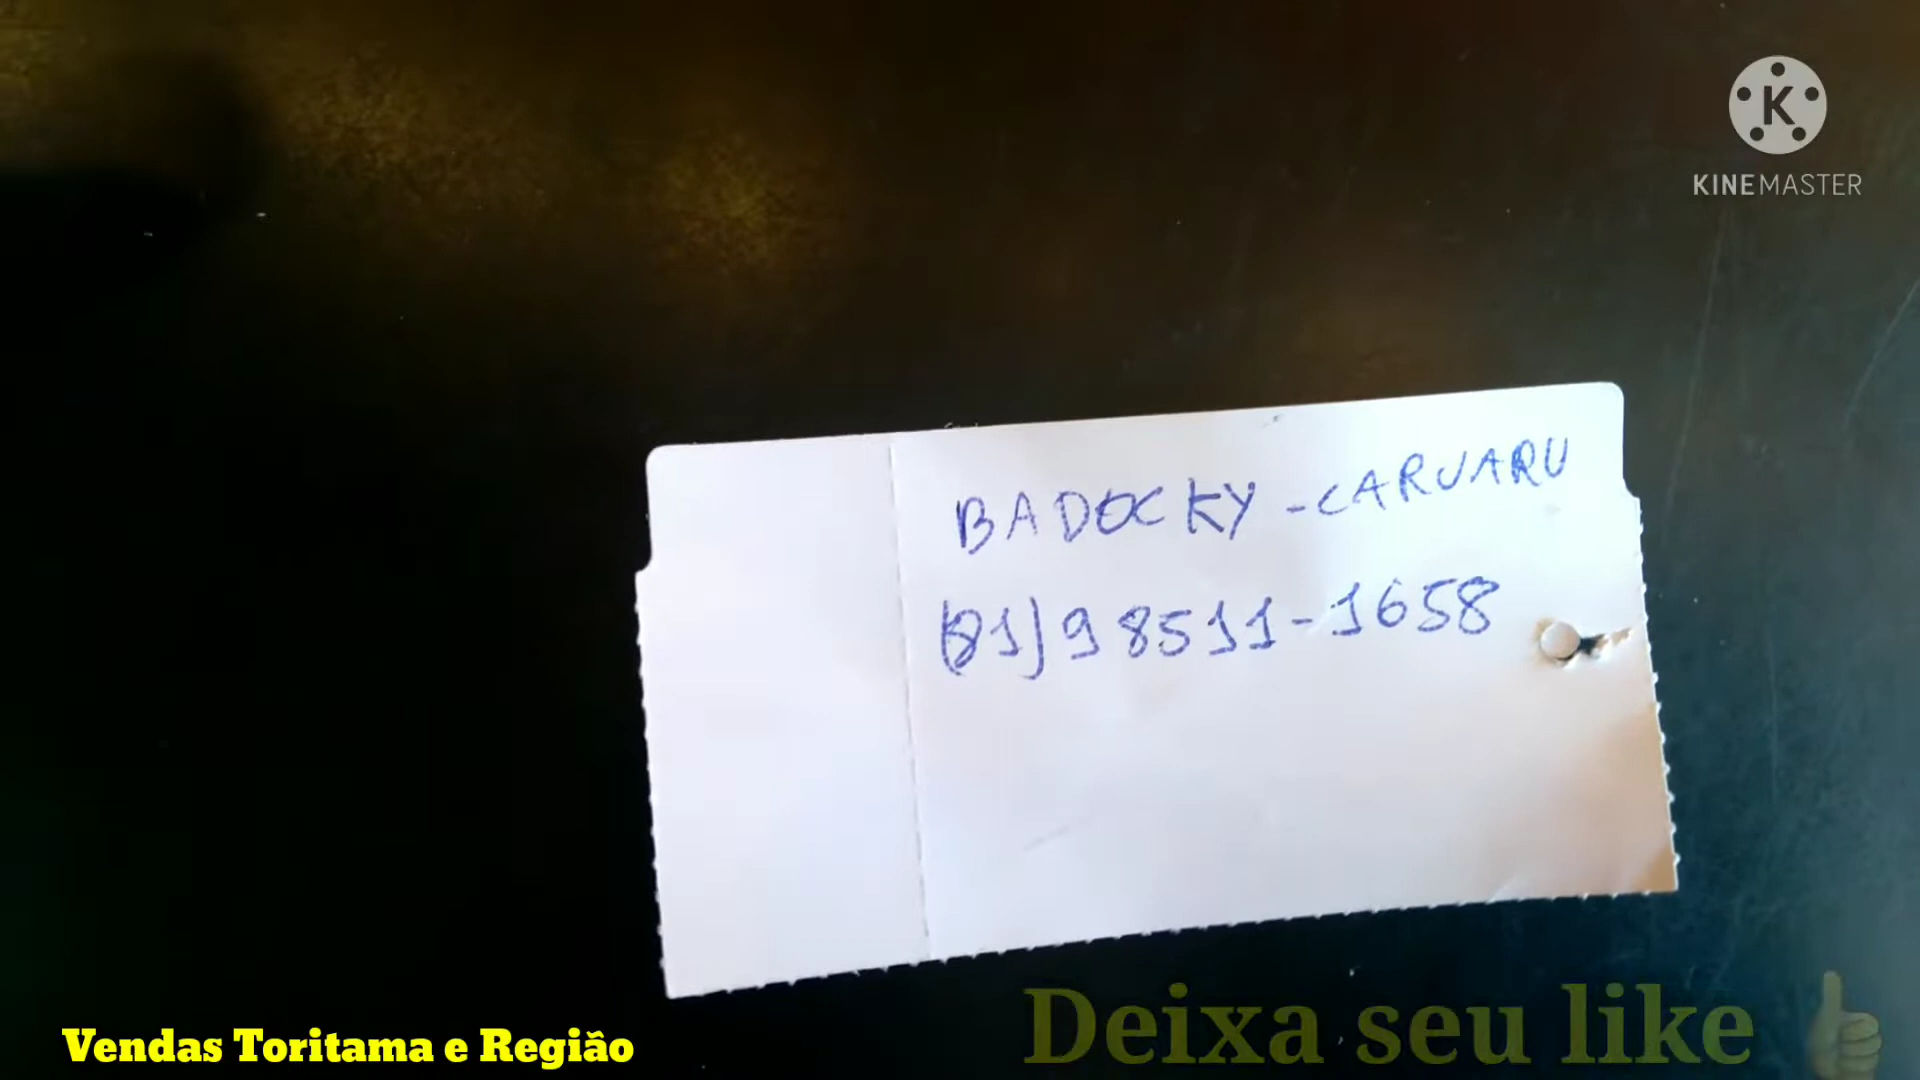 KINEMASTER
BADOCKY - CARUARU
(81) 98511-1658
Deixa seu like
Vendas Toritama e Região